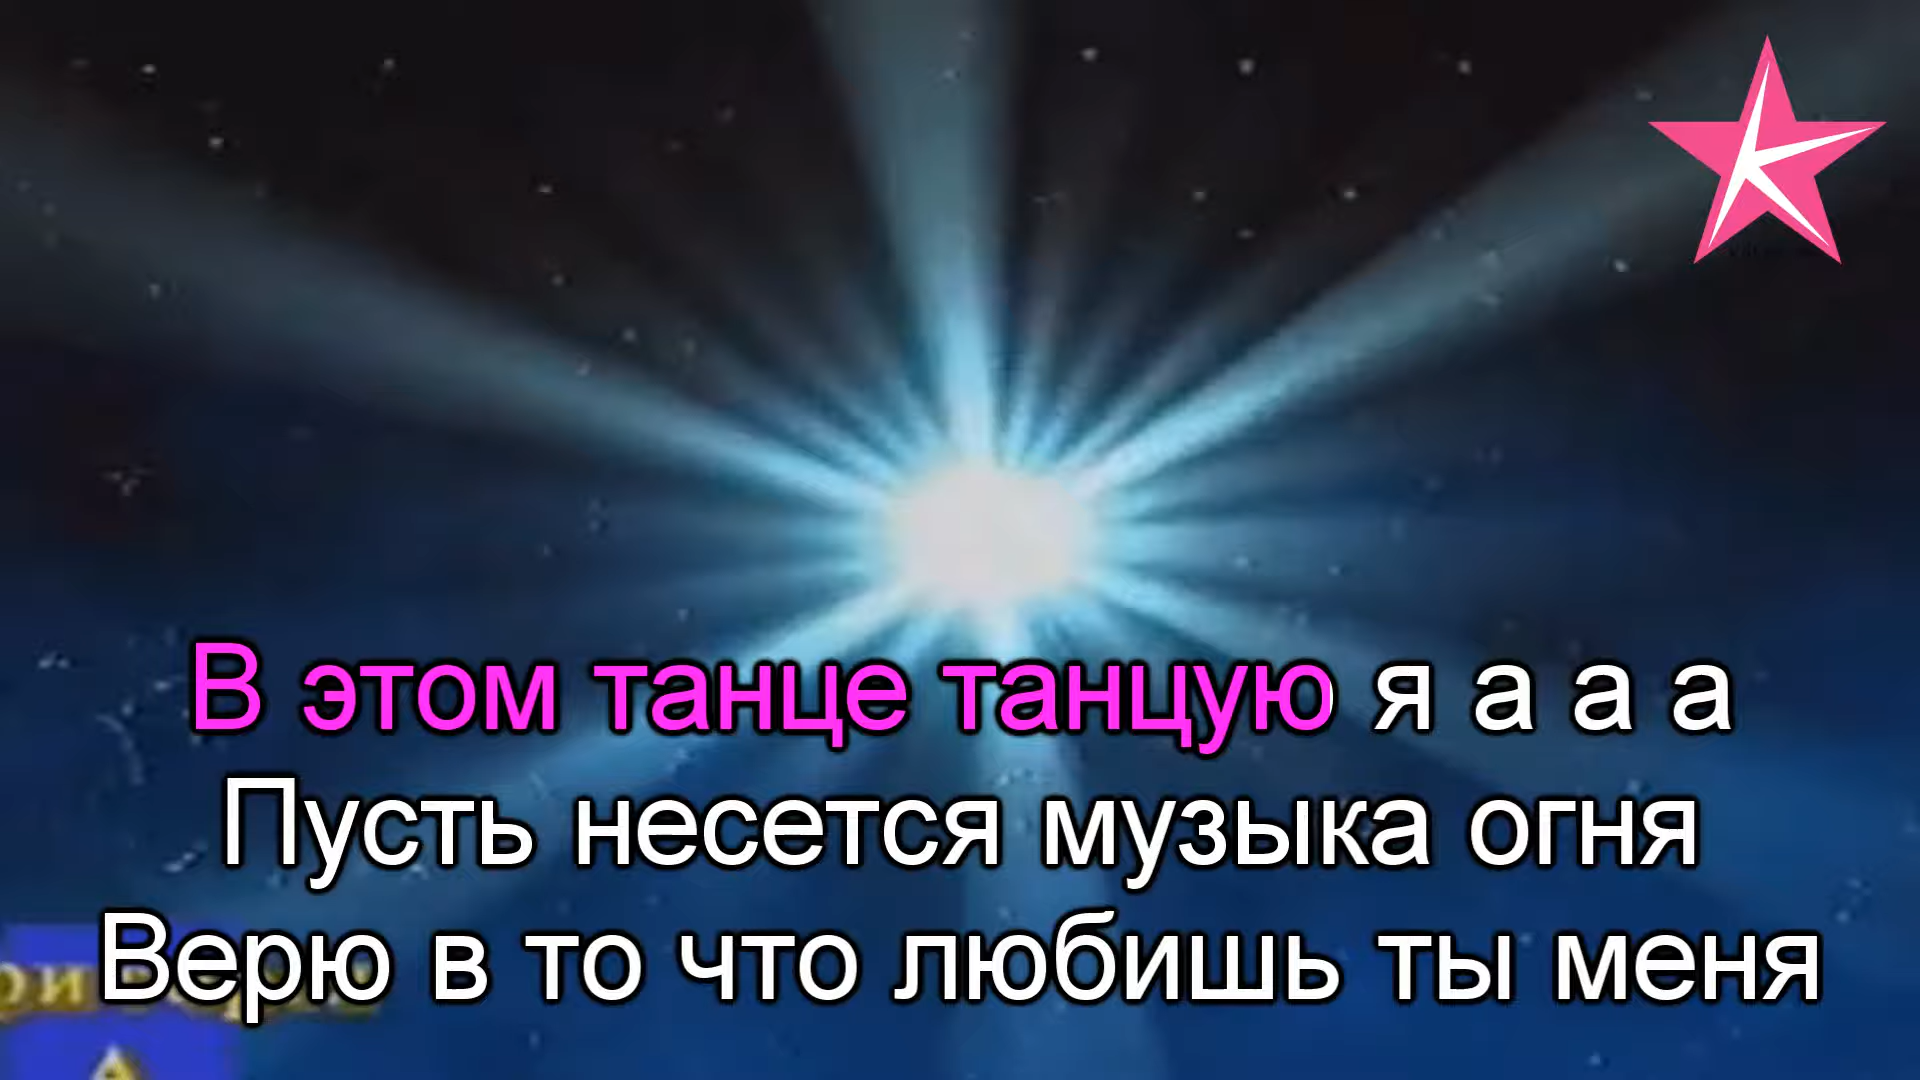 В этом танце танцую я а а а
Пусть несется музыка огня
Верю в то что любишь ты меня